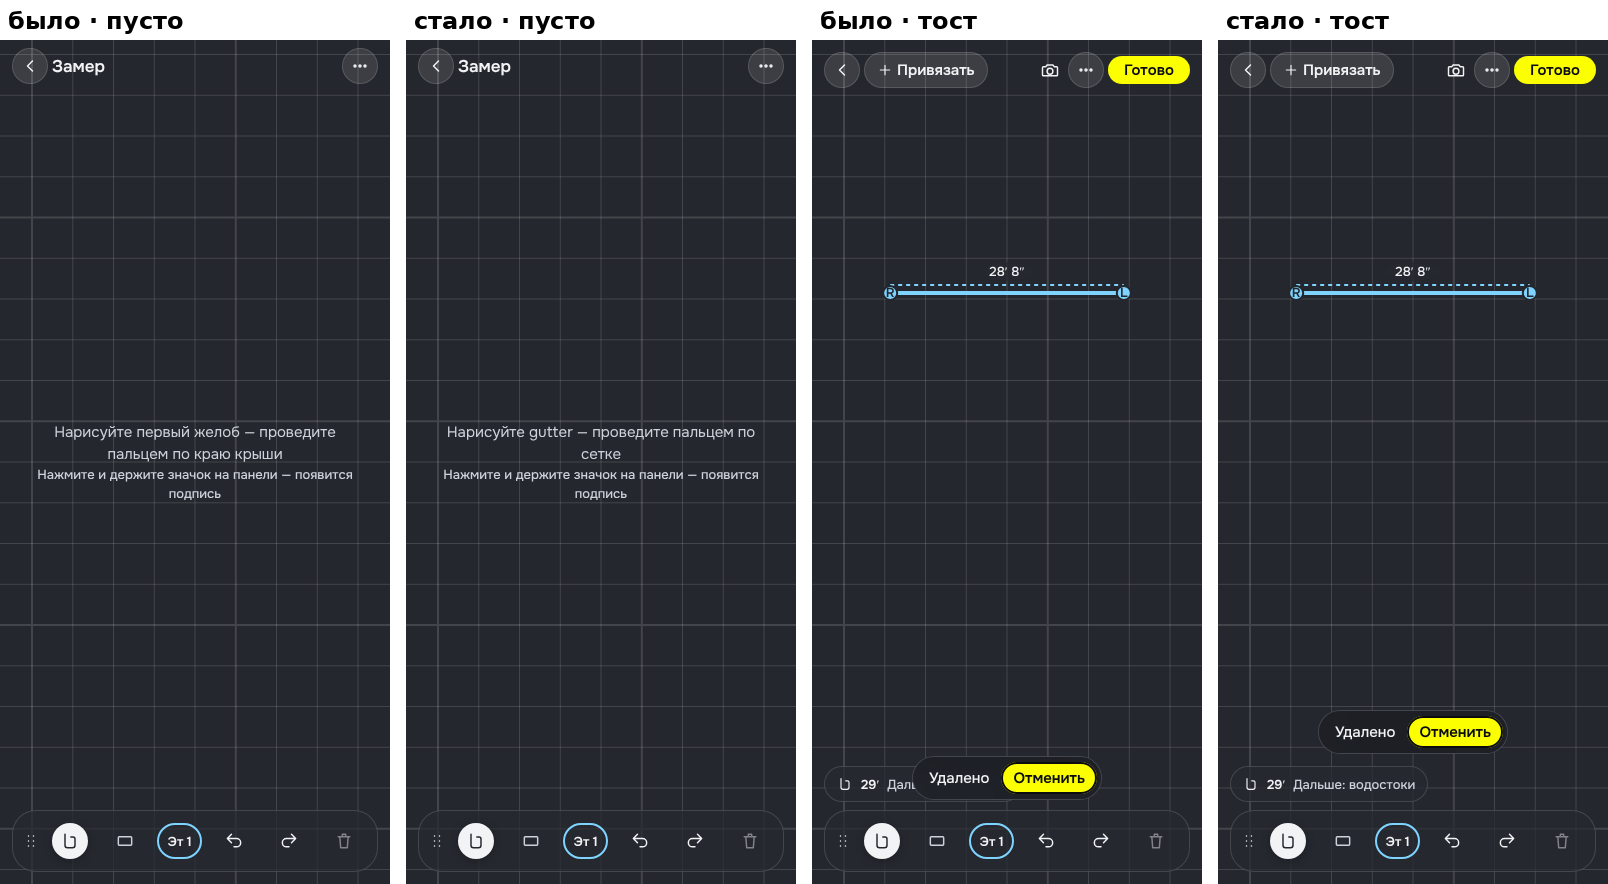 было · пусто
стало · пусто
было · тост
стало · тост
Замер
Замер
+ Привязать
Готово
+ Привязать
Готово
28′ 8″
R
L
28′ 8″
R
L
Нарисуйте первый желоб — проведите
пальцем по краю крыши
Нажмите и держите значок на панели — появится
подпись
Нарисуйте gutter — проведите пальцем по
сетке
Нажмите и держите значок на панели — появится
подпись
Удалено
Отменить
29′
Удалено
Отменить
29′ Дальше: водостоки
Эт 1
Эт 1
Эт 1
Эт 1